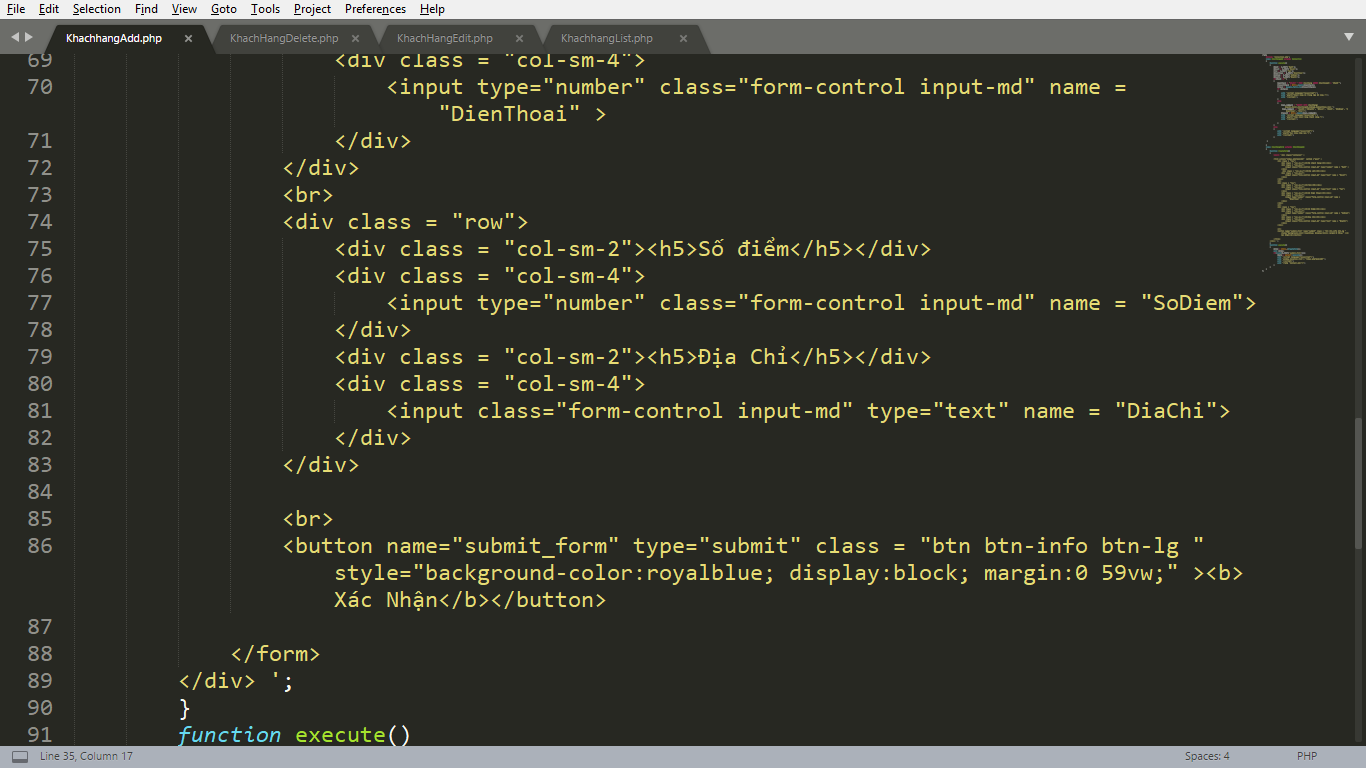 File Edit Selection Find View Goto Tools Project Preferences Help
KhachhangAdd.php × KhachHangDelete.php × KhachHangEdit.php × KhachhangList.php ×
69 <div class = "col-sm-4">
70 <input type="number" class="form-control input-md" name =
"DienThoai" >
71 </div>
72 </div>
73 <br>
74 <div class = "row">
75 <div class = "col-sm-2"><h5>Số điểm</h5></div>
76 <div class = "col-sm-4">
77 <input type="number" class="form-control input-md" name = "SoDiem">
78 </div>
79 <div class = "col-sm-2"><h5>Địa Chỉ</h5></div>
80 <div class = "col-sm-4">
81 <input class="form-control input-md" type="text" name = "DiaChi">
82 </div>
83 </div>
84
85 <br>
86 <button name="submit_form" type="submit" class = "btn btn-info btn-lg "
style="background-color:royalblue; display:block; margin:0 59vw;" ><b>
Xác Nhận</b></button>
87
88 </form>
89 </div> ';
90 }
91 function execute()
Line 35, Column 17 Spaces: 4 PHP